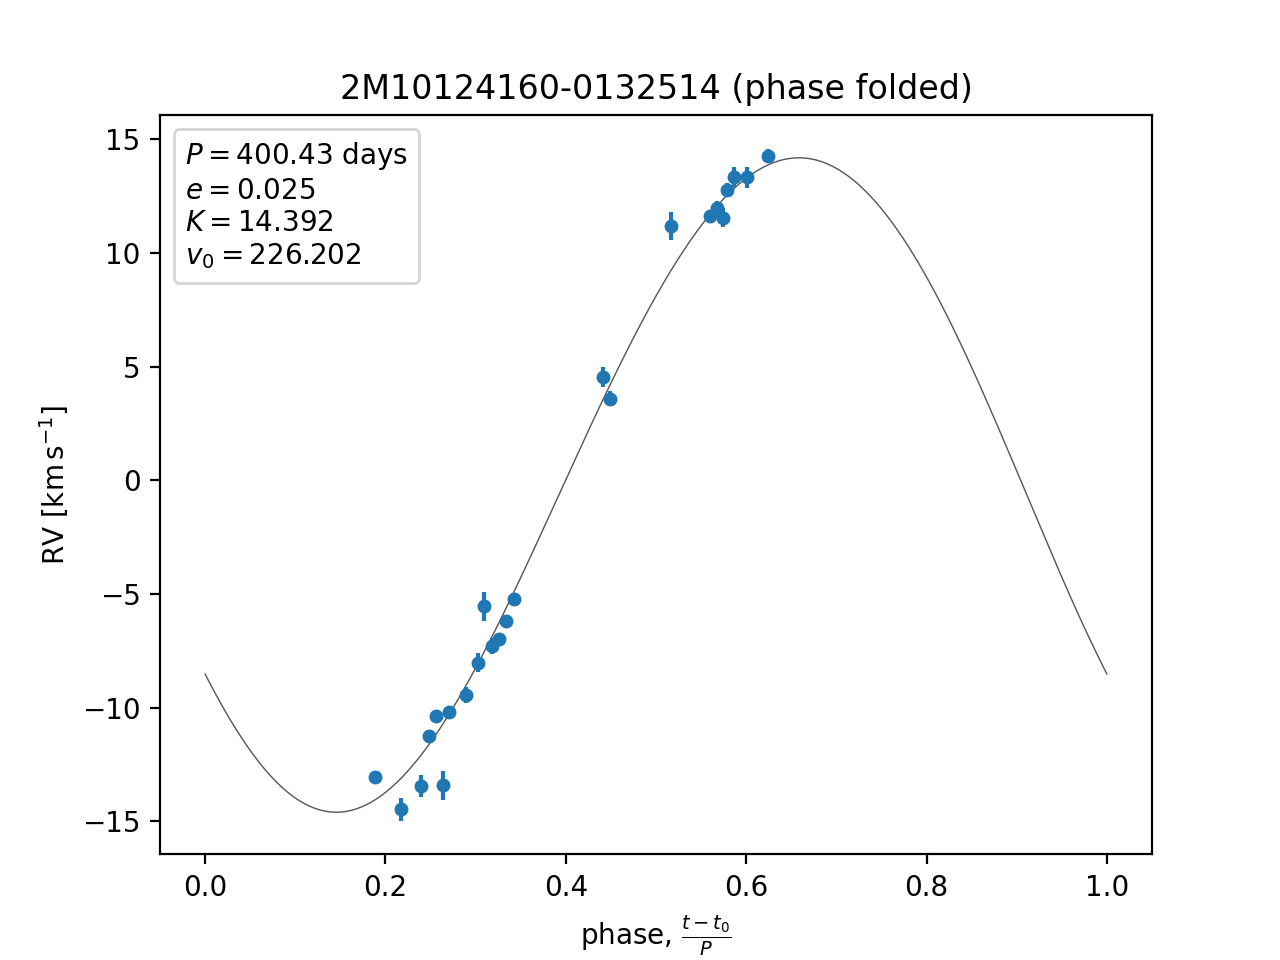 2M10124160-0132514 (phase folded)
P = 400.43 days
e = 0.025
K = 14.392
v₀ = 226.202
15
10
5
0
−5
−10
−15
RV [km s⁻¹]
0.0 0.2 0.4 0.6 0.8 1.0
phase, (t − t₀)/P